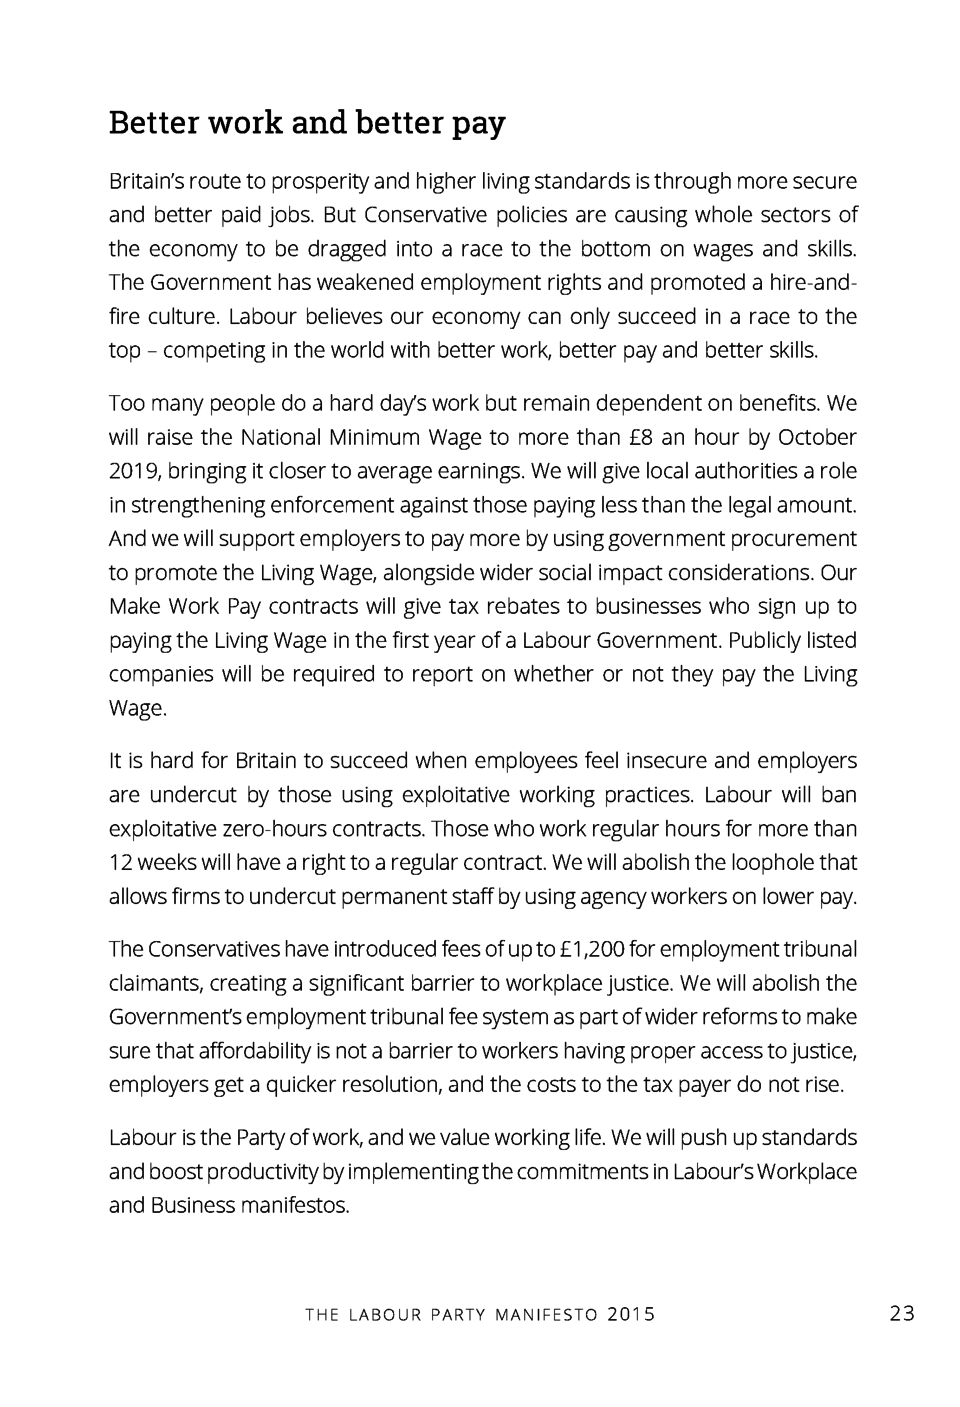 Better work and better pay
Britain’s route to prosperity and higher living standards is through more secure
and better paid jobs. But Conservative policies are causing whole sectors of
the economy to be dragged into a race to the bottom on wages and skills.
The Government has weakened employment rights and promoted a hire-and-
fire culture. Labour believes our economy can only succeed in a race to the
top – competing in the world with better work, better pay and better skills.
Too many people do a hard day’s work but remain dependent on benefits. We
will raise the National Minimum Wage to more than £8 an hour by October
2019, bringing it closer to average earnings. We will give local authorities a role
in strengthening enforcement against those paying less than the legal amount.
And we will support employers to pay more by using government procurement
to promote the Living Wage, alongside wider social impact considerations. Our
Make Work Pay contracts will give tax rebates to businesses who sign up to
paying the Living Wage in the first year of a Labour Government. Publicly listed
companies will be required to report on whether or not they pay the Living
Wage.
It is hard for Britain to succeed when employees feel insecure and employers
are undercut by those using exploitative working practices. Labour will ban
exploitative zero-hours contracts. Those who work regular hours for more than
12 weeks will have a right to a regular contract. We will abolish the loophole that
allows firms to undercut permanent staff by using agency workers on lower pay.
The Conservatives have introduced fees of up to £1,200 for employment tribunal
claimants, creating a significant barrier to workplace justice. We will abolish the
Government’s employment tribunal fee system as part of wider reforms to make
sure that affordability is not a barrier to workers having proper access to justice,
employers get a quicker resolution, and the costs to the tax payer do not rise.
Labour is the Party of work, and we value working life. We will push up standards
and boost productivity by implementing the commitments in Labour’s Workplace
and Business manifestos.
THE LABOUR PARTY MANIFESTO 2015 23